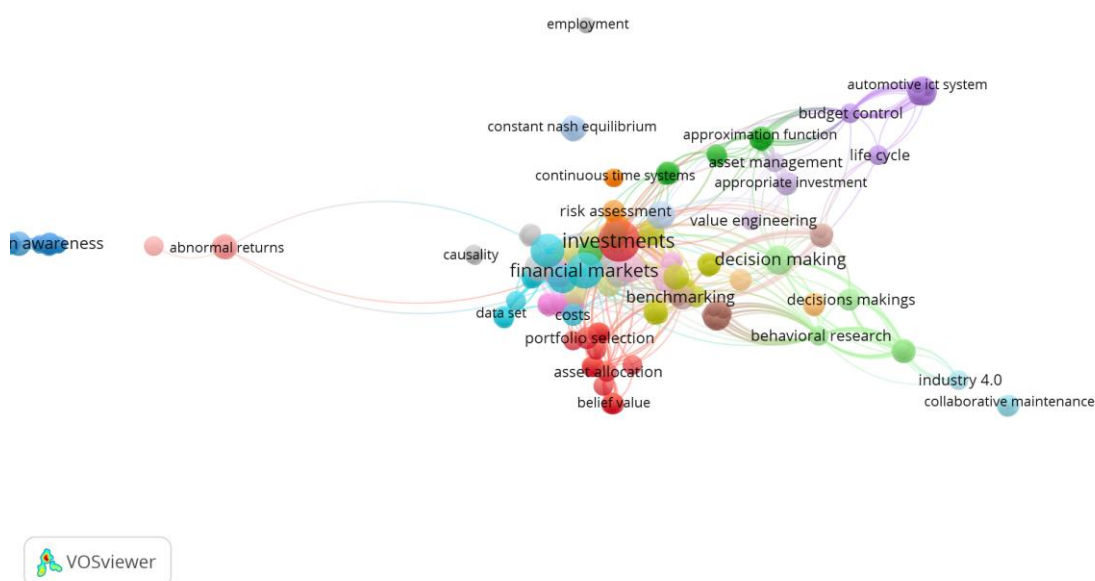 employment
automotive ict system
budget control
constant nash equilibrium
approximation function
asset management
life cycle
continuous time systems
appropriate investment
risk assessment
value engineering
n awareness
abnormal returns
investments
causality
decision making
financial markets
benchmarking
decisions makings
data set
costs
portfolio selection
behavioral research
asset allocation
industry 4.0
belief value
collaborative maintenance
VOSviewer